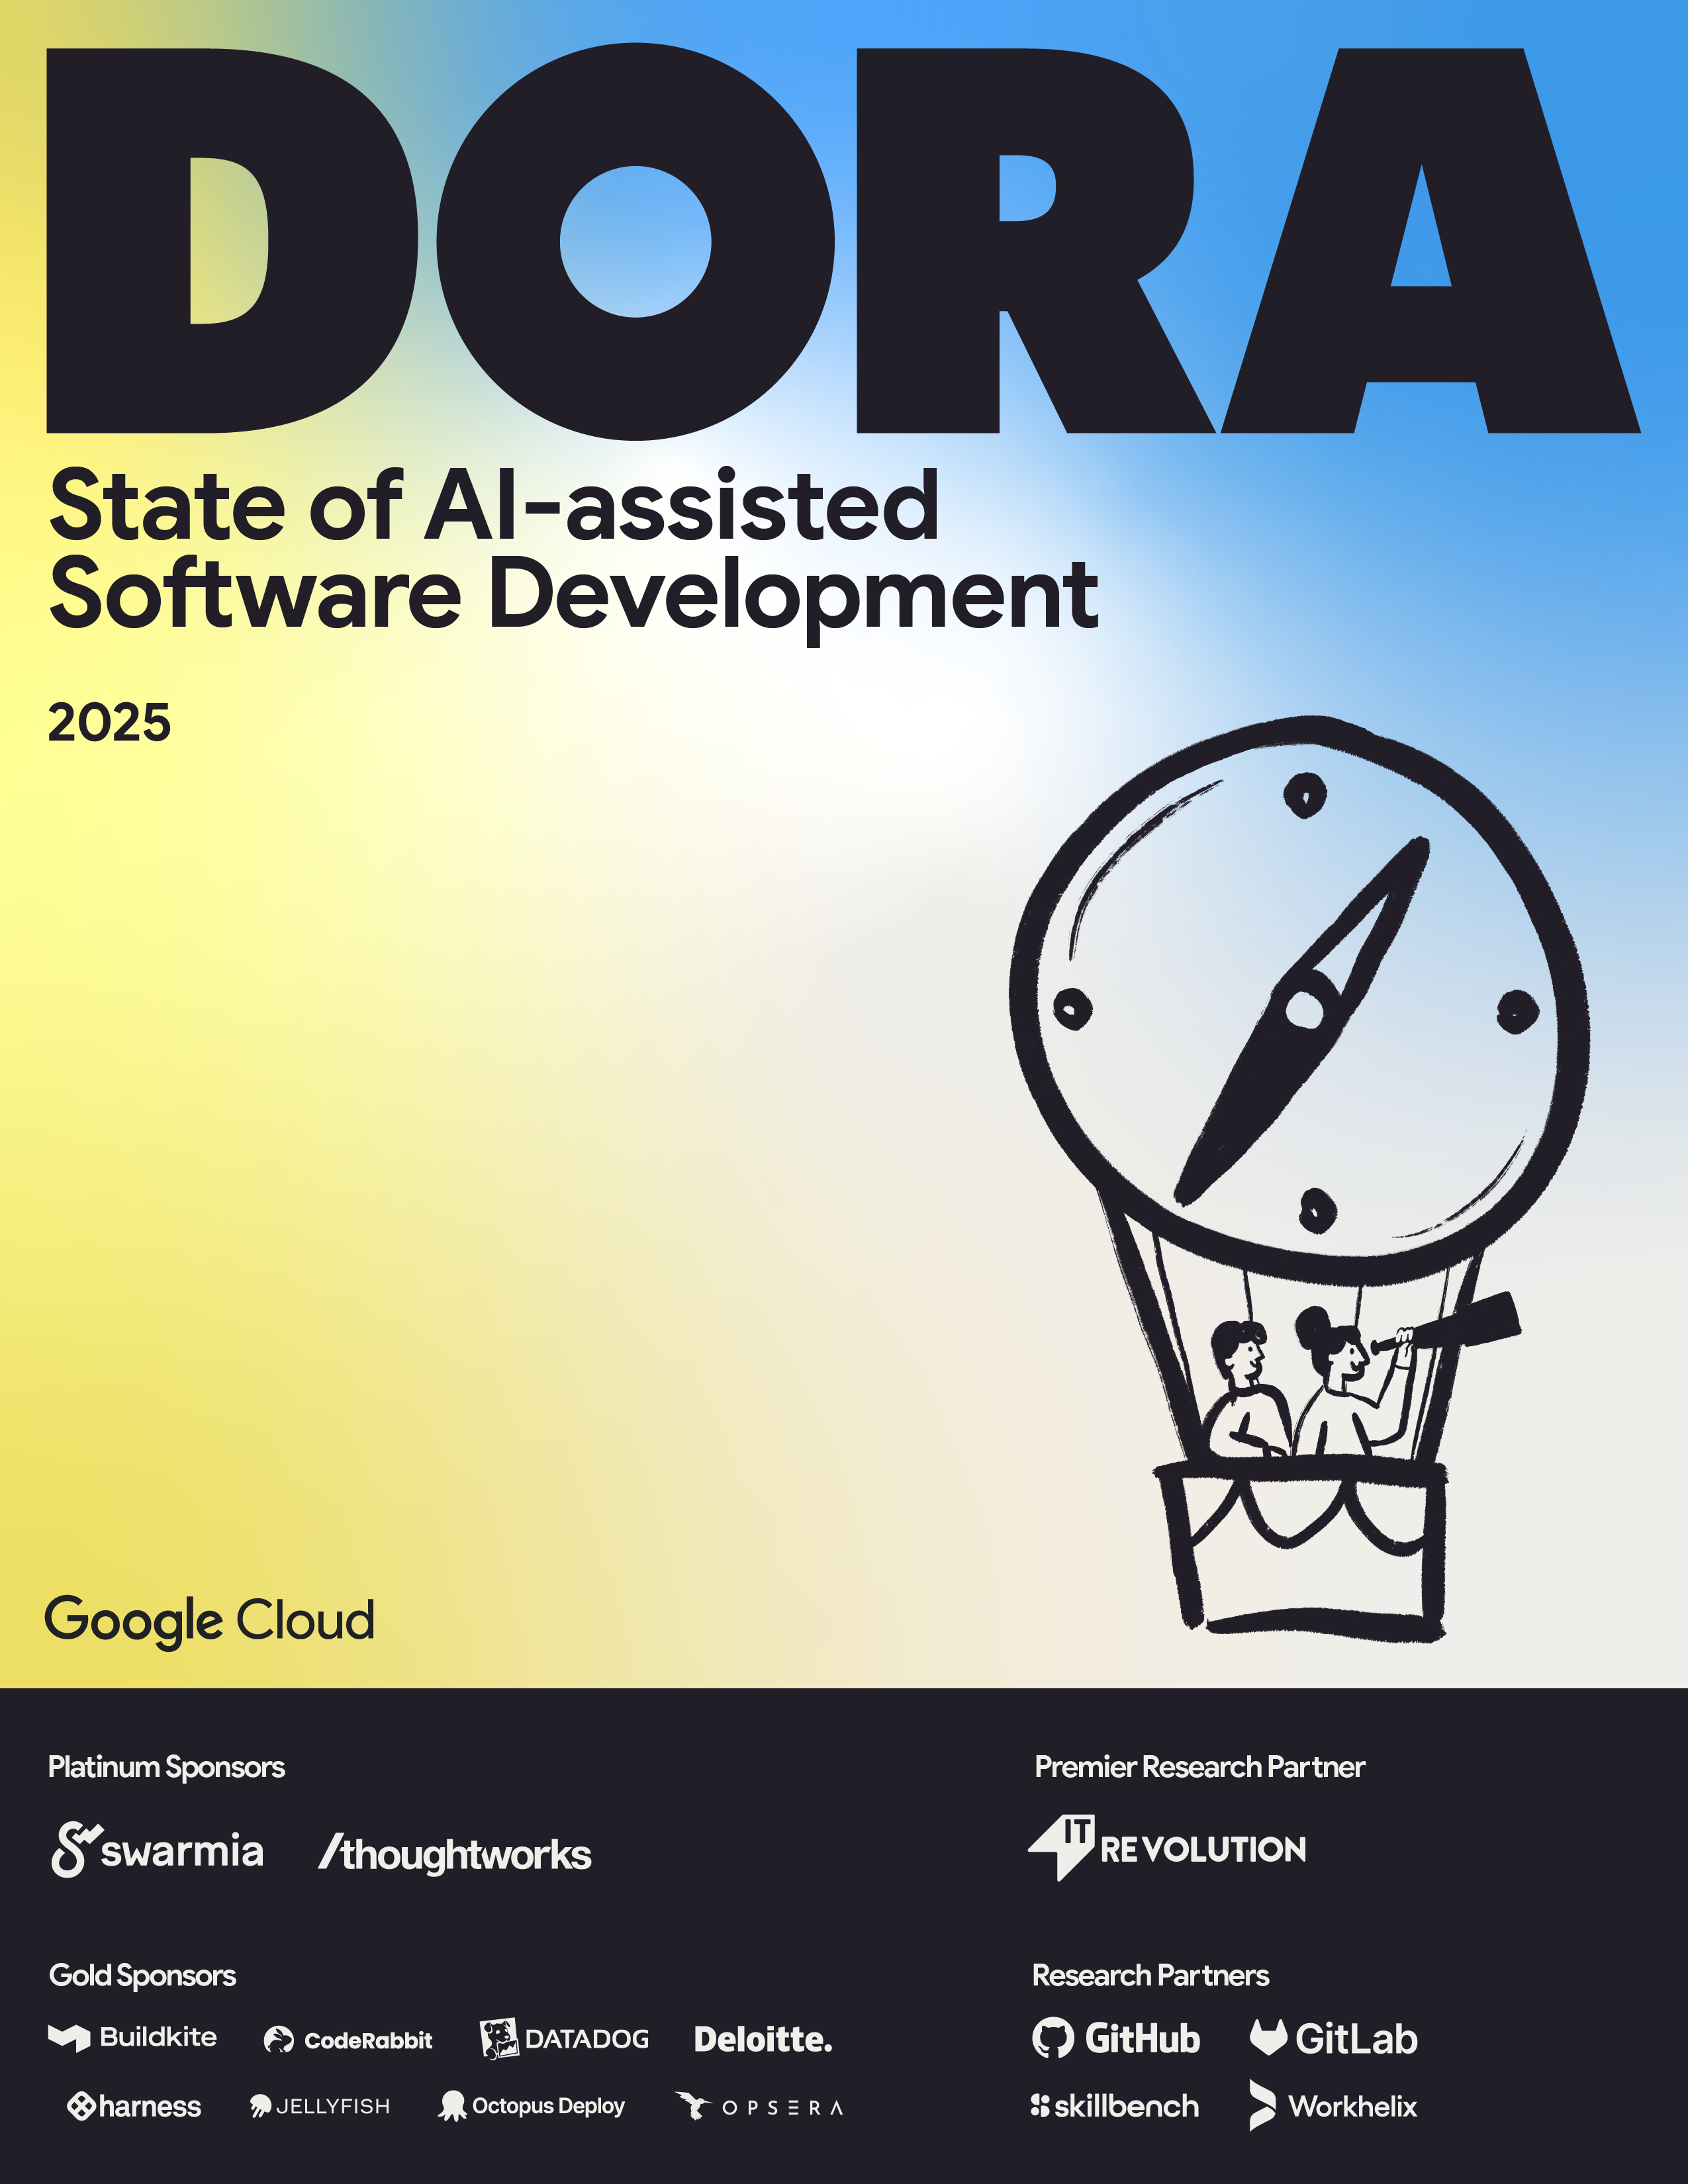 DORA
State of AI-assisted
Software Development
2025
Google Cloud
Platinum Sponsors
swarmia
/thoughtworks
Premier Research Partner
IT REVOLUTION
Gold Sponsors
Buildkite
CodeRabbit
DATADOG
Deloitte.
harness
JELLYFISH
Octopus Deploy
OPSERA
Research Partners
GitHub
GitLab
skillbench
Workhelix